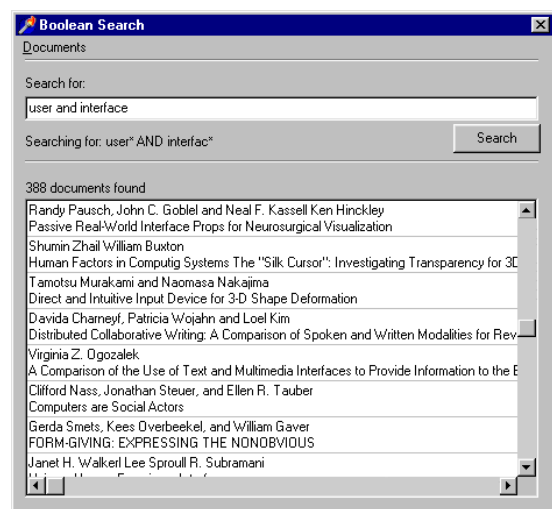 Boolean Search
Documents
Search for:
user and interface
Searching for: user* AND interfac*
Search
388 documents found
Randy Pausch, John C. Goblel and Neal F. Kassell Ken Hinckley
Passive Real-World Interface Props for Neurosurgical Visualization
Shumin Zhail William Buxton
Human Factors in Computig Systems The "Silk Cursor": Investigating Transparency for 3D
Tamotsu Murakami and Naomasa Nakajima
Direct and Intuitive Input Device for 3-D Shape Deformation
Davida Charneyf, Patricia Wojahn and Loel Kim
Distributed Collaborative Writing: A Comparison of Spoken and Written Modalities for Rev
Virginia Z. Ogozalek
A Comparison of the Use of Text and Multimedia Interfaces to Provide Information to the E
Clifford Nass, Jonathan Steuer, and Ellen R. Tauber
Computers are Social Actors
Gerda Smets, Kees Overbeekel, and William Gaver
FORM-GIVING: EXPRESSING THE NONOBVIOUS
Janet H. Walkerl Lee Sproull R. Subramani